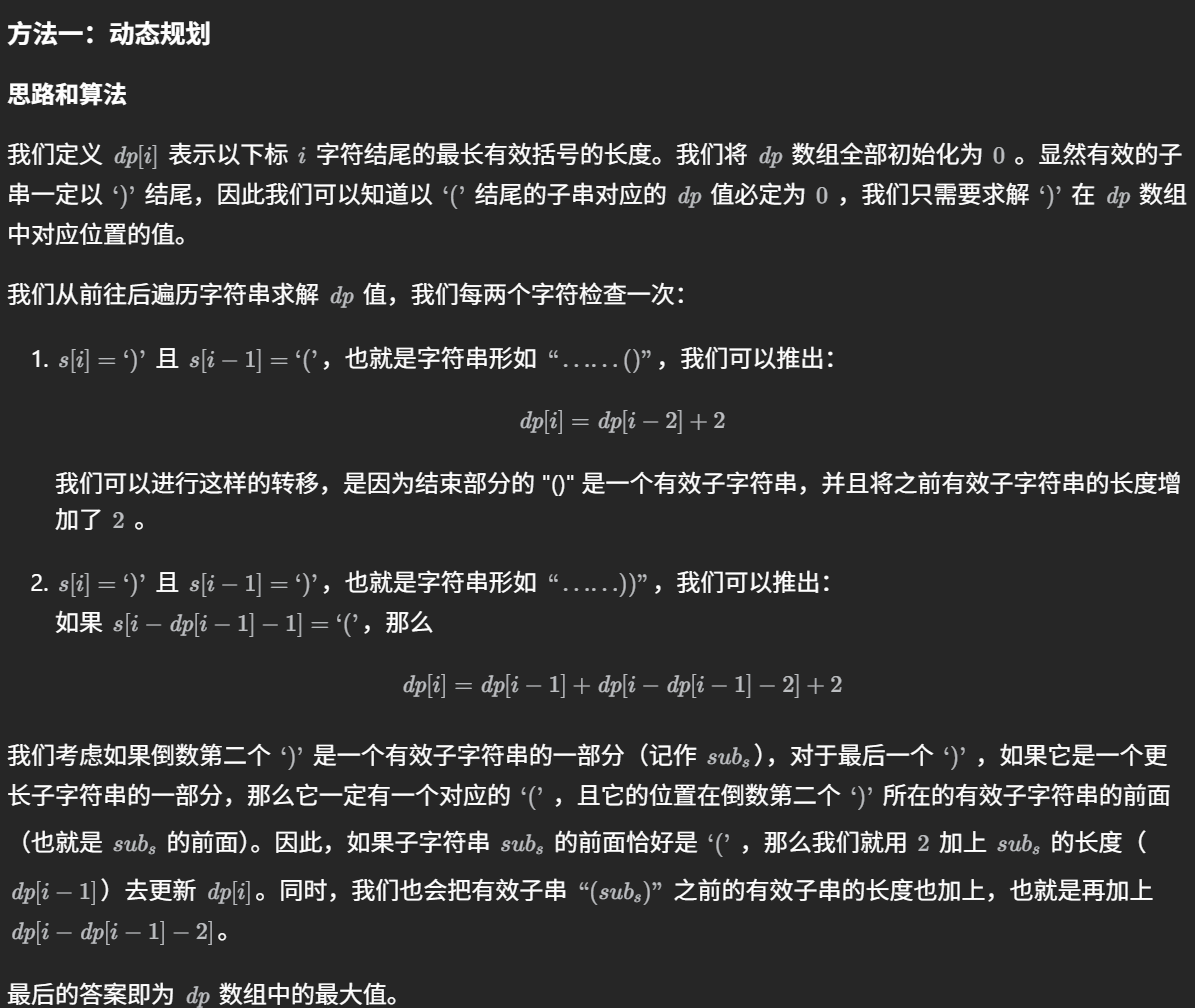 方法一：动态规划
思路和算法
我们定义 dp[i] 表示以下标 i 字符结尾的最长有效括号的长度。我们将 dp 数组全部初始化为 0 。显然有效的子
串一定以 ‘)’ 结尾，因此我们可以知道以 ‘(’ 结尾的子串对应的 dp 值必定为 0 ，我们只需要求解 ‘)’ 在 dp 数组
中对应位置的值。
我们从前往后遍历字符串求解 dp 值，我们每两个字符检查一次：
1. s[i] = ‘)’ 且 s[i − 1] = ‘(’，也就是字符串形如 “……()”，我们可以推出：
dp[i] = dp[i − 2] + 2
我们可以进行这样的转移，是因为结束部分的 "()" 是一个有效子字符串，并且将之前有效子字符串的长度增
加了 2 。
2. s[i] = ‘)’ 且 s[i − 1] = ‘)’，也就是字符串形如 “……))”，我们可以推出：
如果 s[i − dp[i − 1] − 1] = ‘(’，那么
dp[i] = dp[i − 1] + dp[i − dp[i − 1] − 2] + 2
我们考虑如果倒数第二个 ‘)’ 是一个有效子字符串的一部分（记作 subₛ），对于最后一个 ‘)’ ，如果它是一个更
长子字符串的一部分，那么它一定有一个对应的 ‘(’ ，且它的位置在倒数第二个 ‘)’ 所在的有效子字符串的前面
（也就是 subₛ 的前面）。因此，如果子字符串 subₛ 的前面恰好是 ‘(’ ，那么我们就用 2 加上 subₛ 的长度（
dp[i − 1]）去更新 dp[i]。同时，我们也会把有效子串 “(subₛ)” 之前的有效子串的长度也加上，也就是再加上
dp[i − dp[i − 1] − 2]。
最后的答案即为 dp 数组中的最大值。